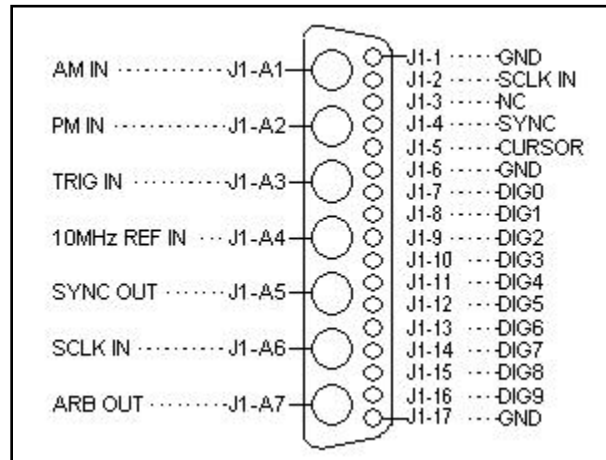 AM IN ········ J1-A1
PM IN ········ J1-A2
TRIG IN ······ J1-A3
10MHz REF IN ··· J1-A4
SYNC OUT ······ J1-A5
SCLK IN ······· J1-A6
ARB OUT ········ J1-A7
J1-1 ······ GND
J1-2 ······ SCLK IN
J1-3 ······ NC
J1-4 ······ SYNC
J1-5 ······ CURSOR
J1-6 ······ GND
J1-7 ······ DIG0
J1-8 ······ DIG1
J1-9 ······ DIG2
J1-10 ···· DIG3
J1-11 ···· DIG4
J1-12 ···· DIG5
J1-13 ···· DIG6
J1-14 ···· DIG7
J1-15 ···· DIG8
J1-16 ···· DIG9
J1-17 ···· GND